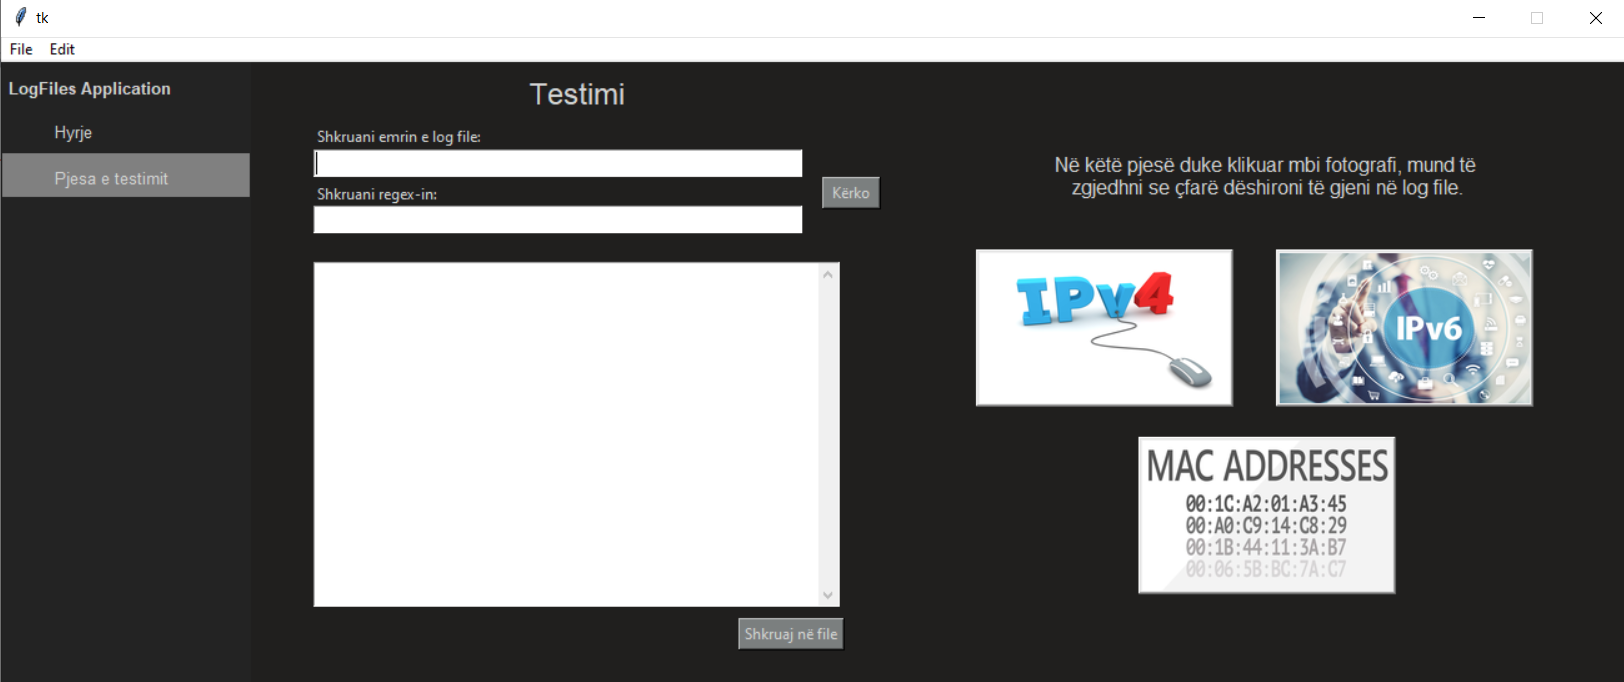 tk
File Edit
LogFiles Application
Hyrje
Pjesa e testimit
Testimi
Shkruani emrin e log file:
Shkruani regex-in:
Kërko
Shkruaj në file
Në këtë pjesë duke klikuar mbi fotografi, mund të
zgjedhni se çfarë dëshironi të gjeni në log file.
IPv4
IPv6
MAC ADDRESSES
00:1C:A2:01:A3:45
00:A0:C9:14:C8:29
00:1B:44:11:3A:B7
00:06:5B:BC:7A:C7